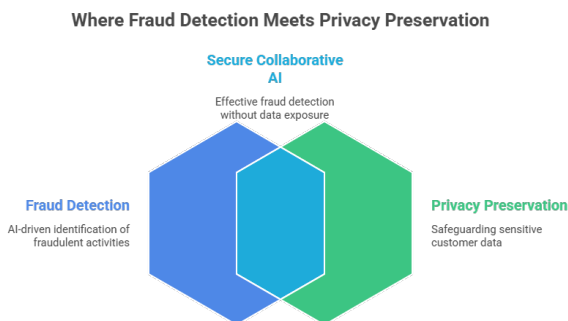 Where Fraud Detection Meets Privacy Preservation
Secure Collaborative
AI
Effective fraud detection
without data exposure
Fraud Detection
AI-driven identification of
fraudulent activities
Privacy Preservation
Safeguarding sensitive
customer data